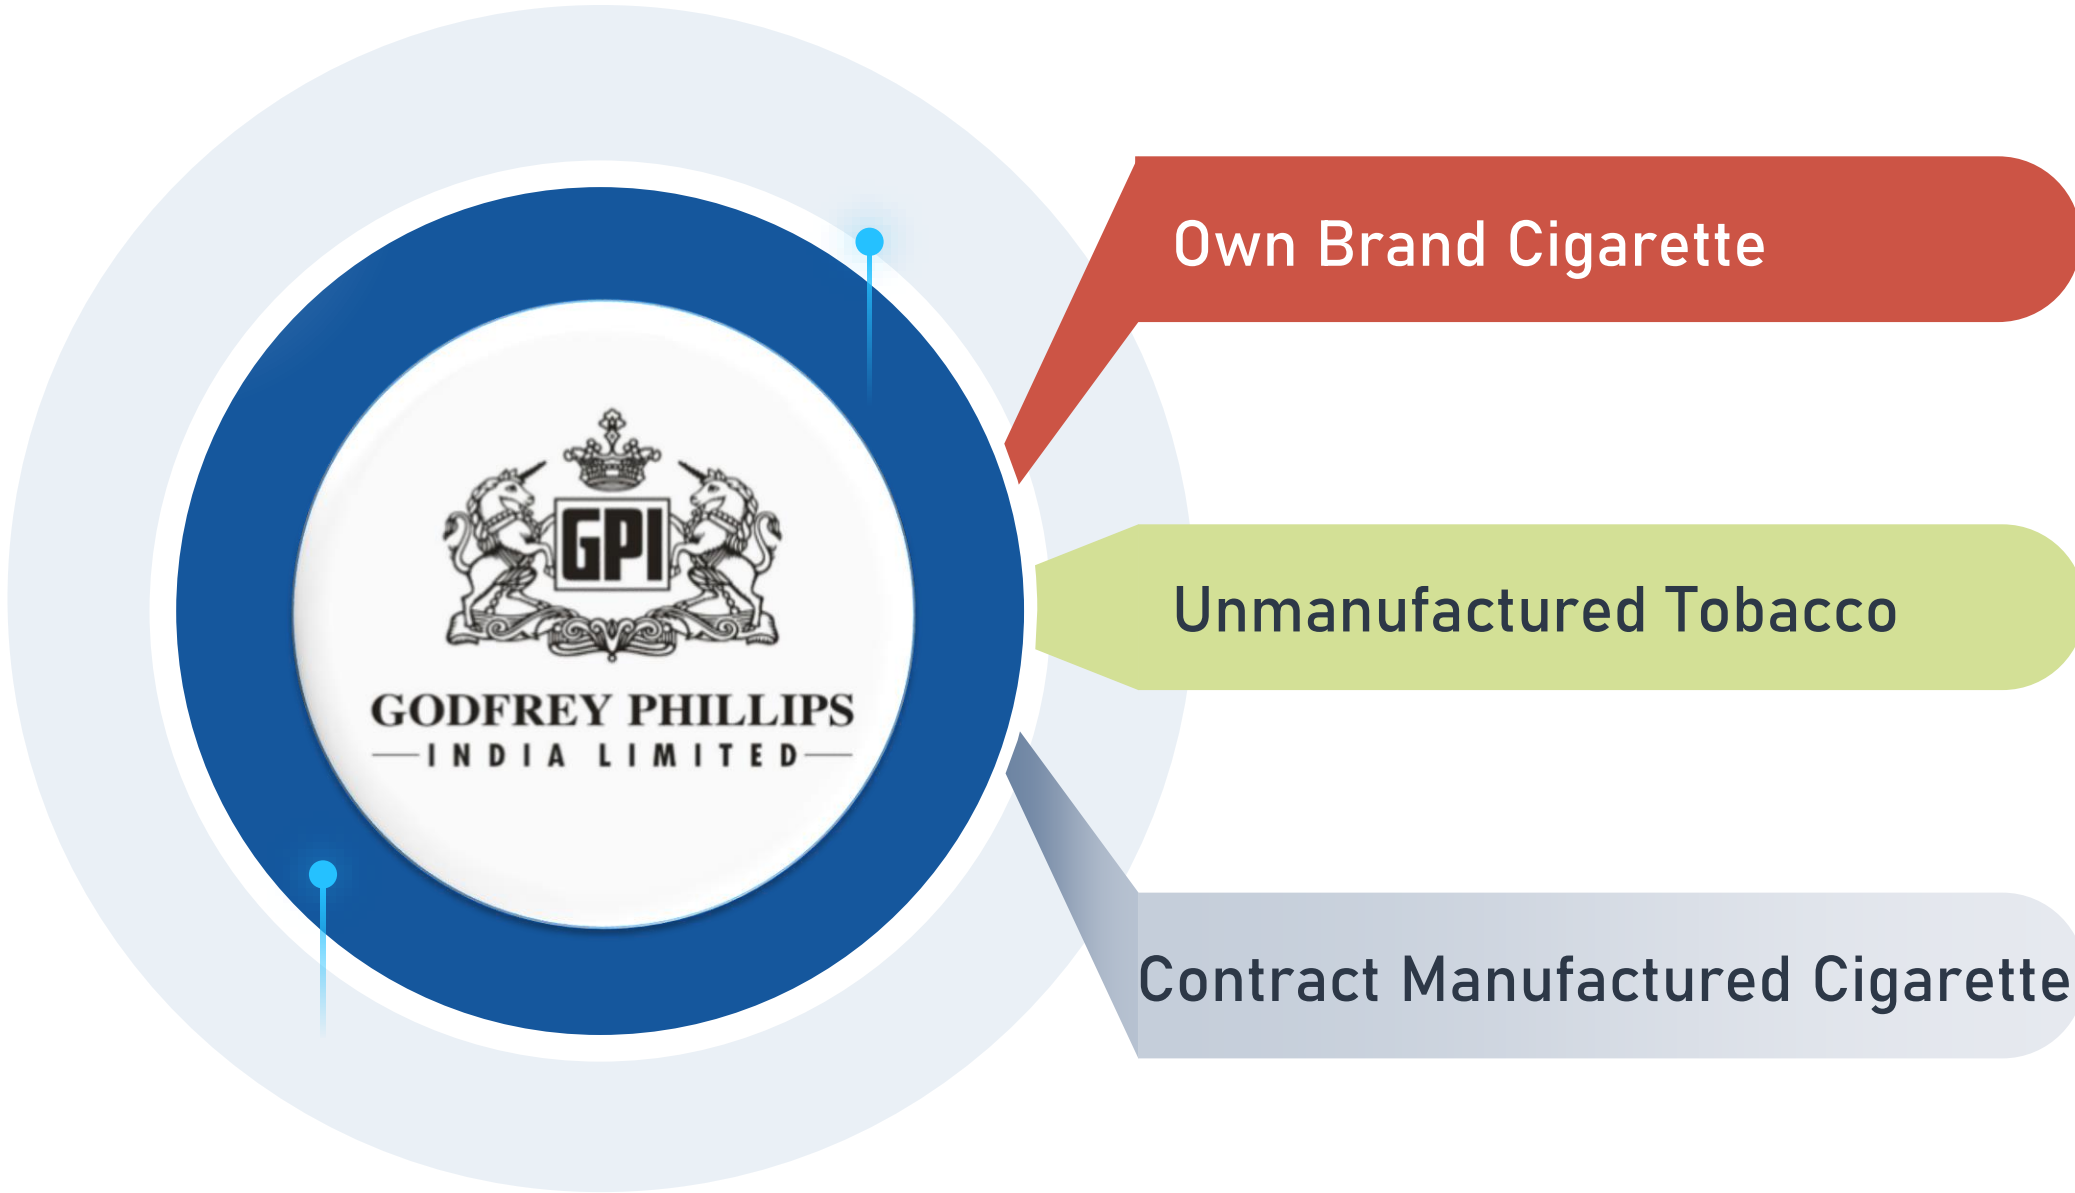 GPI
GODFREY PHILLIPS
INDIA LIMITED
Own Brand Cigarette
Unmanufactured Tobacco
Contract Manufactured Cigarette